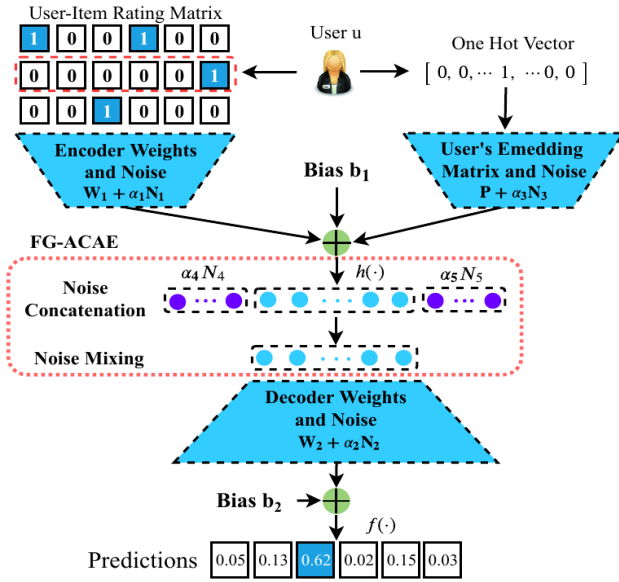 User-Item Rating Matrix
1 0 0 1 0 0
0 0 0 0 0 1
0 0 1 0 0 0
User u
One Hot Vector
[ 0, 0, ⋯ 1, ⋯ 0, 0 ]
Encoder Weights
and Noise
W₁ + α₁N₁
Bias b₁
User's Emedding
Matrix and Noise
P + α₃N₃
FG-ACAE
h(·)
Noise
Concatenation
α₄N₄
α₅N₅
Noise Mixing
Decoder Weights
and Noise
W₂ + α₂N₂
Bias b₂
f(·)
Predictions
0.05 0.13 0.62 0.02 0.15 0.03